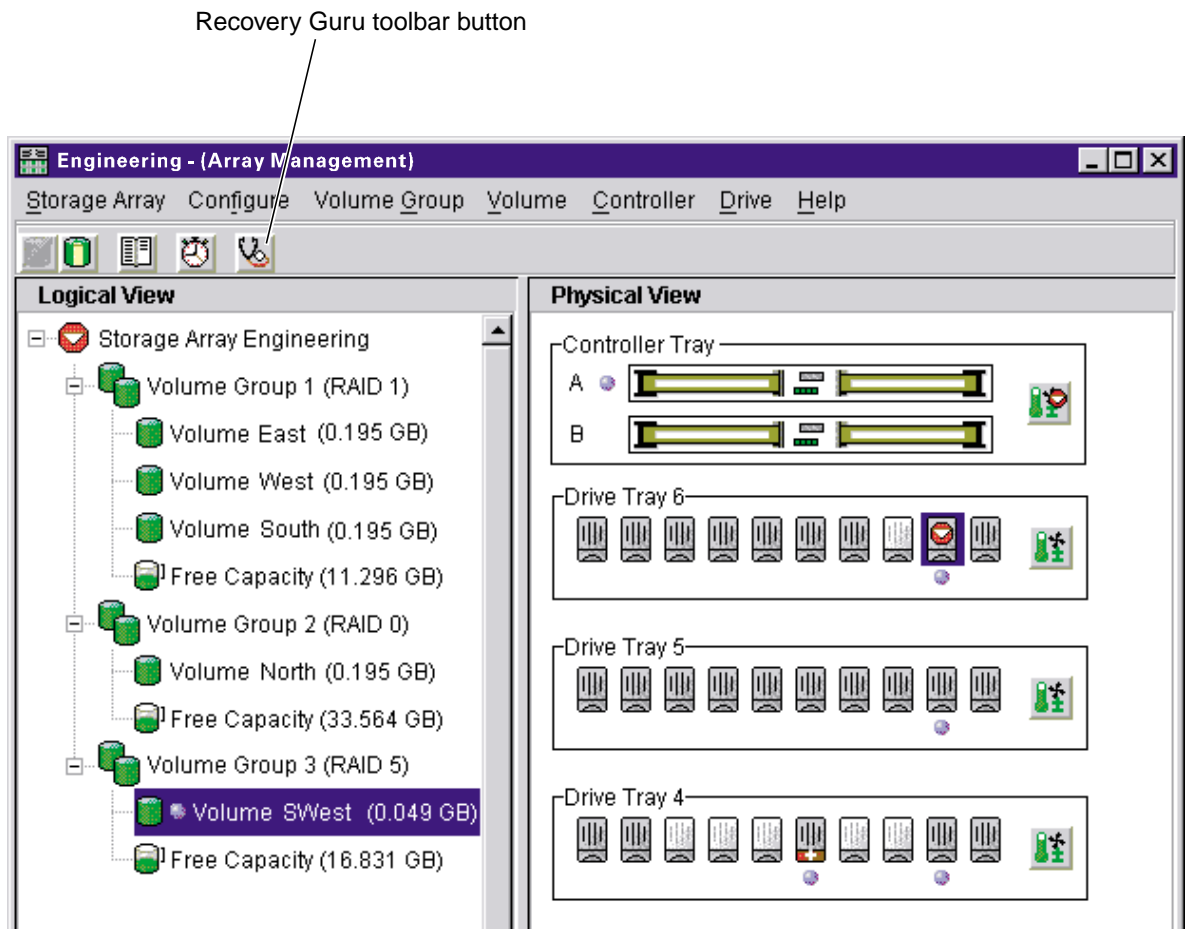 Recovery Guru toolbar button
Engineering - (Array Management)
Storage Array Configure Volume Group Volume Controller Drive Help
Logical View
Storage Array Engineering
Volume Group 1 (RAID 1)
Volume East (0.195 GB)
Volume West (0.195 GB)
Volume South (0.195 GB)
Free Capacity (11.296 GB)
Volume Group 2 (RAID 0)
Volume North (0.195 GB)
Free Capacity (33.564 GB)
Volume Group 3 (RAID 5)
Volume SWest (0.049 GB)
Free Capacity (16.831 GB)
Physical View
Controller Tray
A
B
Drive Tray 6
Drive Tray 5
Drive Tray 4